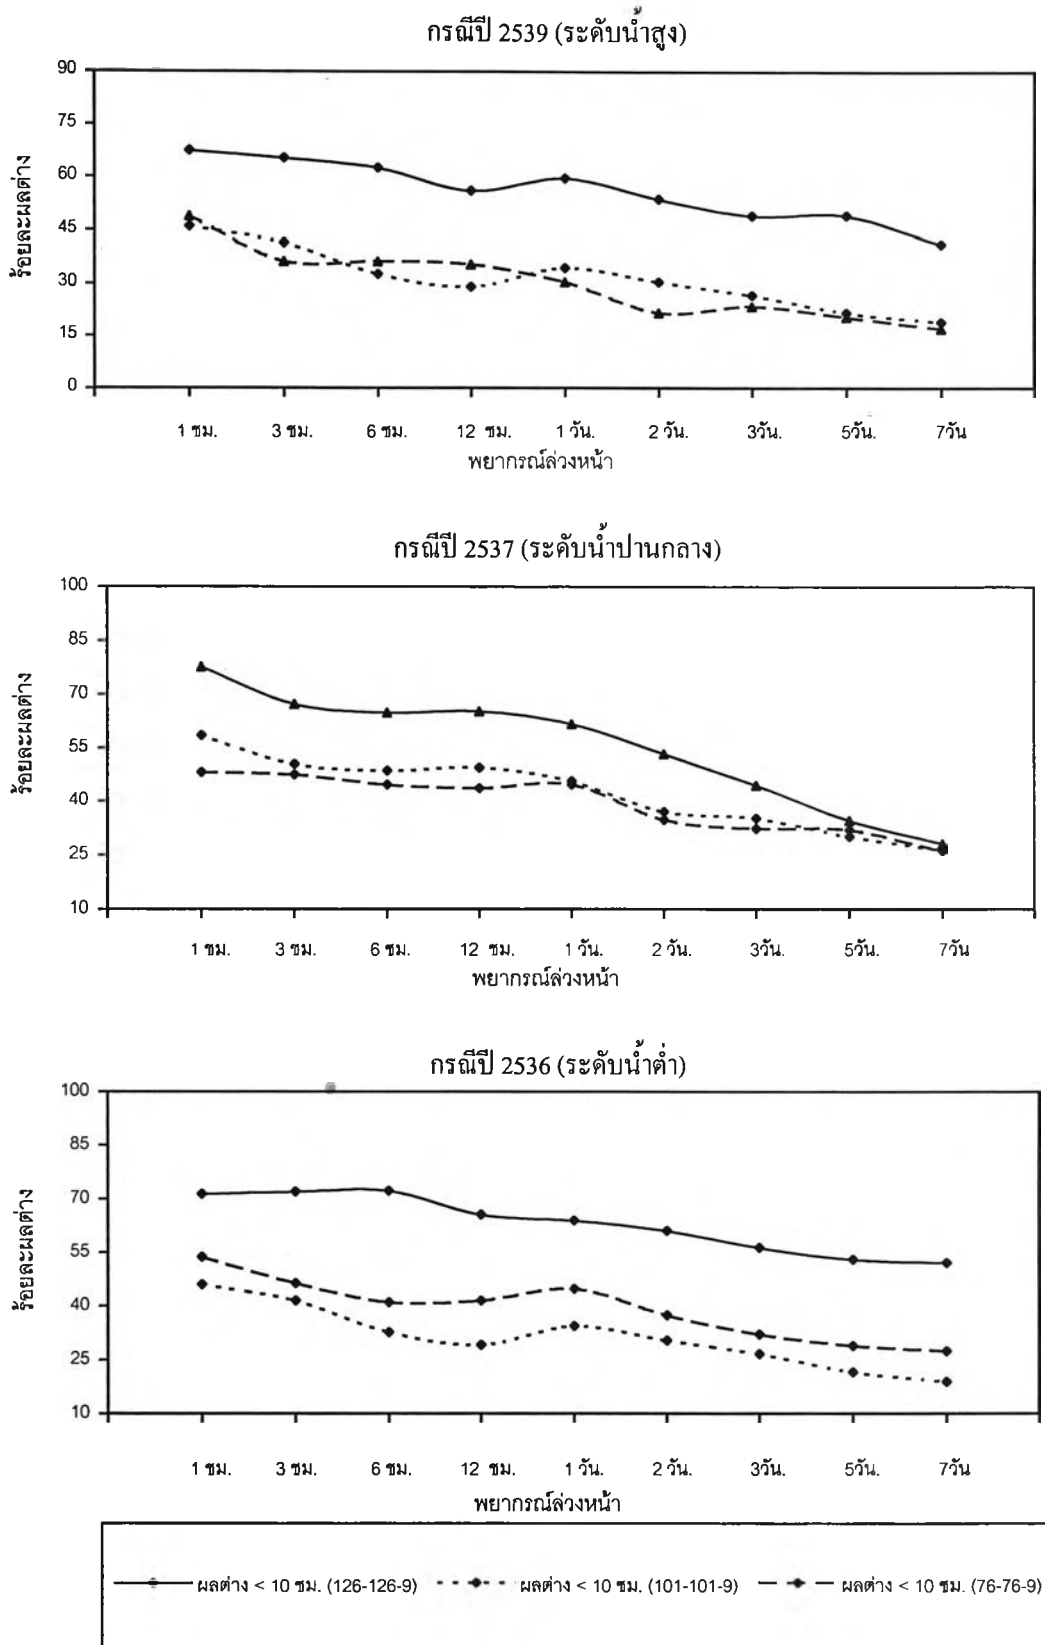 กรณีปี 2539 (ระดับน้ำสูง)
90
75
60
45
30
15
0
ร้อยละผลต่าง
1 ชม. 3 ชม. 6 ชม. 12 ชม. 1 วัน. 2 วัน. 3วัน. 5วัน. 7วัน
พยากรณ์ล่วงหน้า
กรณีปี 2537 (ระดับน้ำปานกลาง)
100
85
70
55
40
25
10
ร้อยละผลต่าง
1 ชม. 3 ชม. 6 ชม. 12 ชม. 1 วัน. 2 วัน. 3วัน. 5วัน. 7วัน
พยากรณ์ล่วงหน้า
กรณีปี 2536 (ระดับน้ำต่ำ)
100
85
70
55
40
25
10
ร้อยละผลต่าง
1 ชม. 3 ชม. 6 ชม. 12 ชม. 1 วัน. 2 วัน. 3วัน. 5วัน. 7วัน
พยากรณ์ล่วงหน้า
ผลต่าง < 10 ซม. (126-126-9) ผลต่าง < 10 ซม. (101-101-9) ผลต่าง < 10 ซม. (76-76-9)